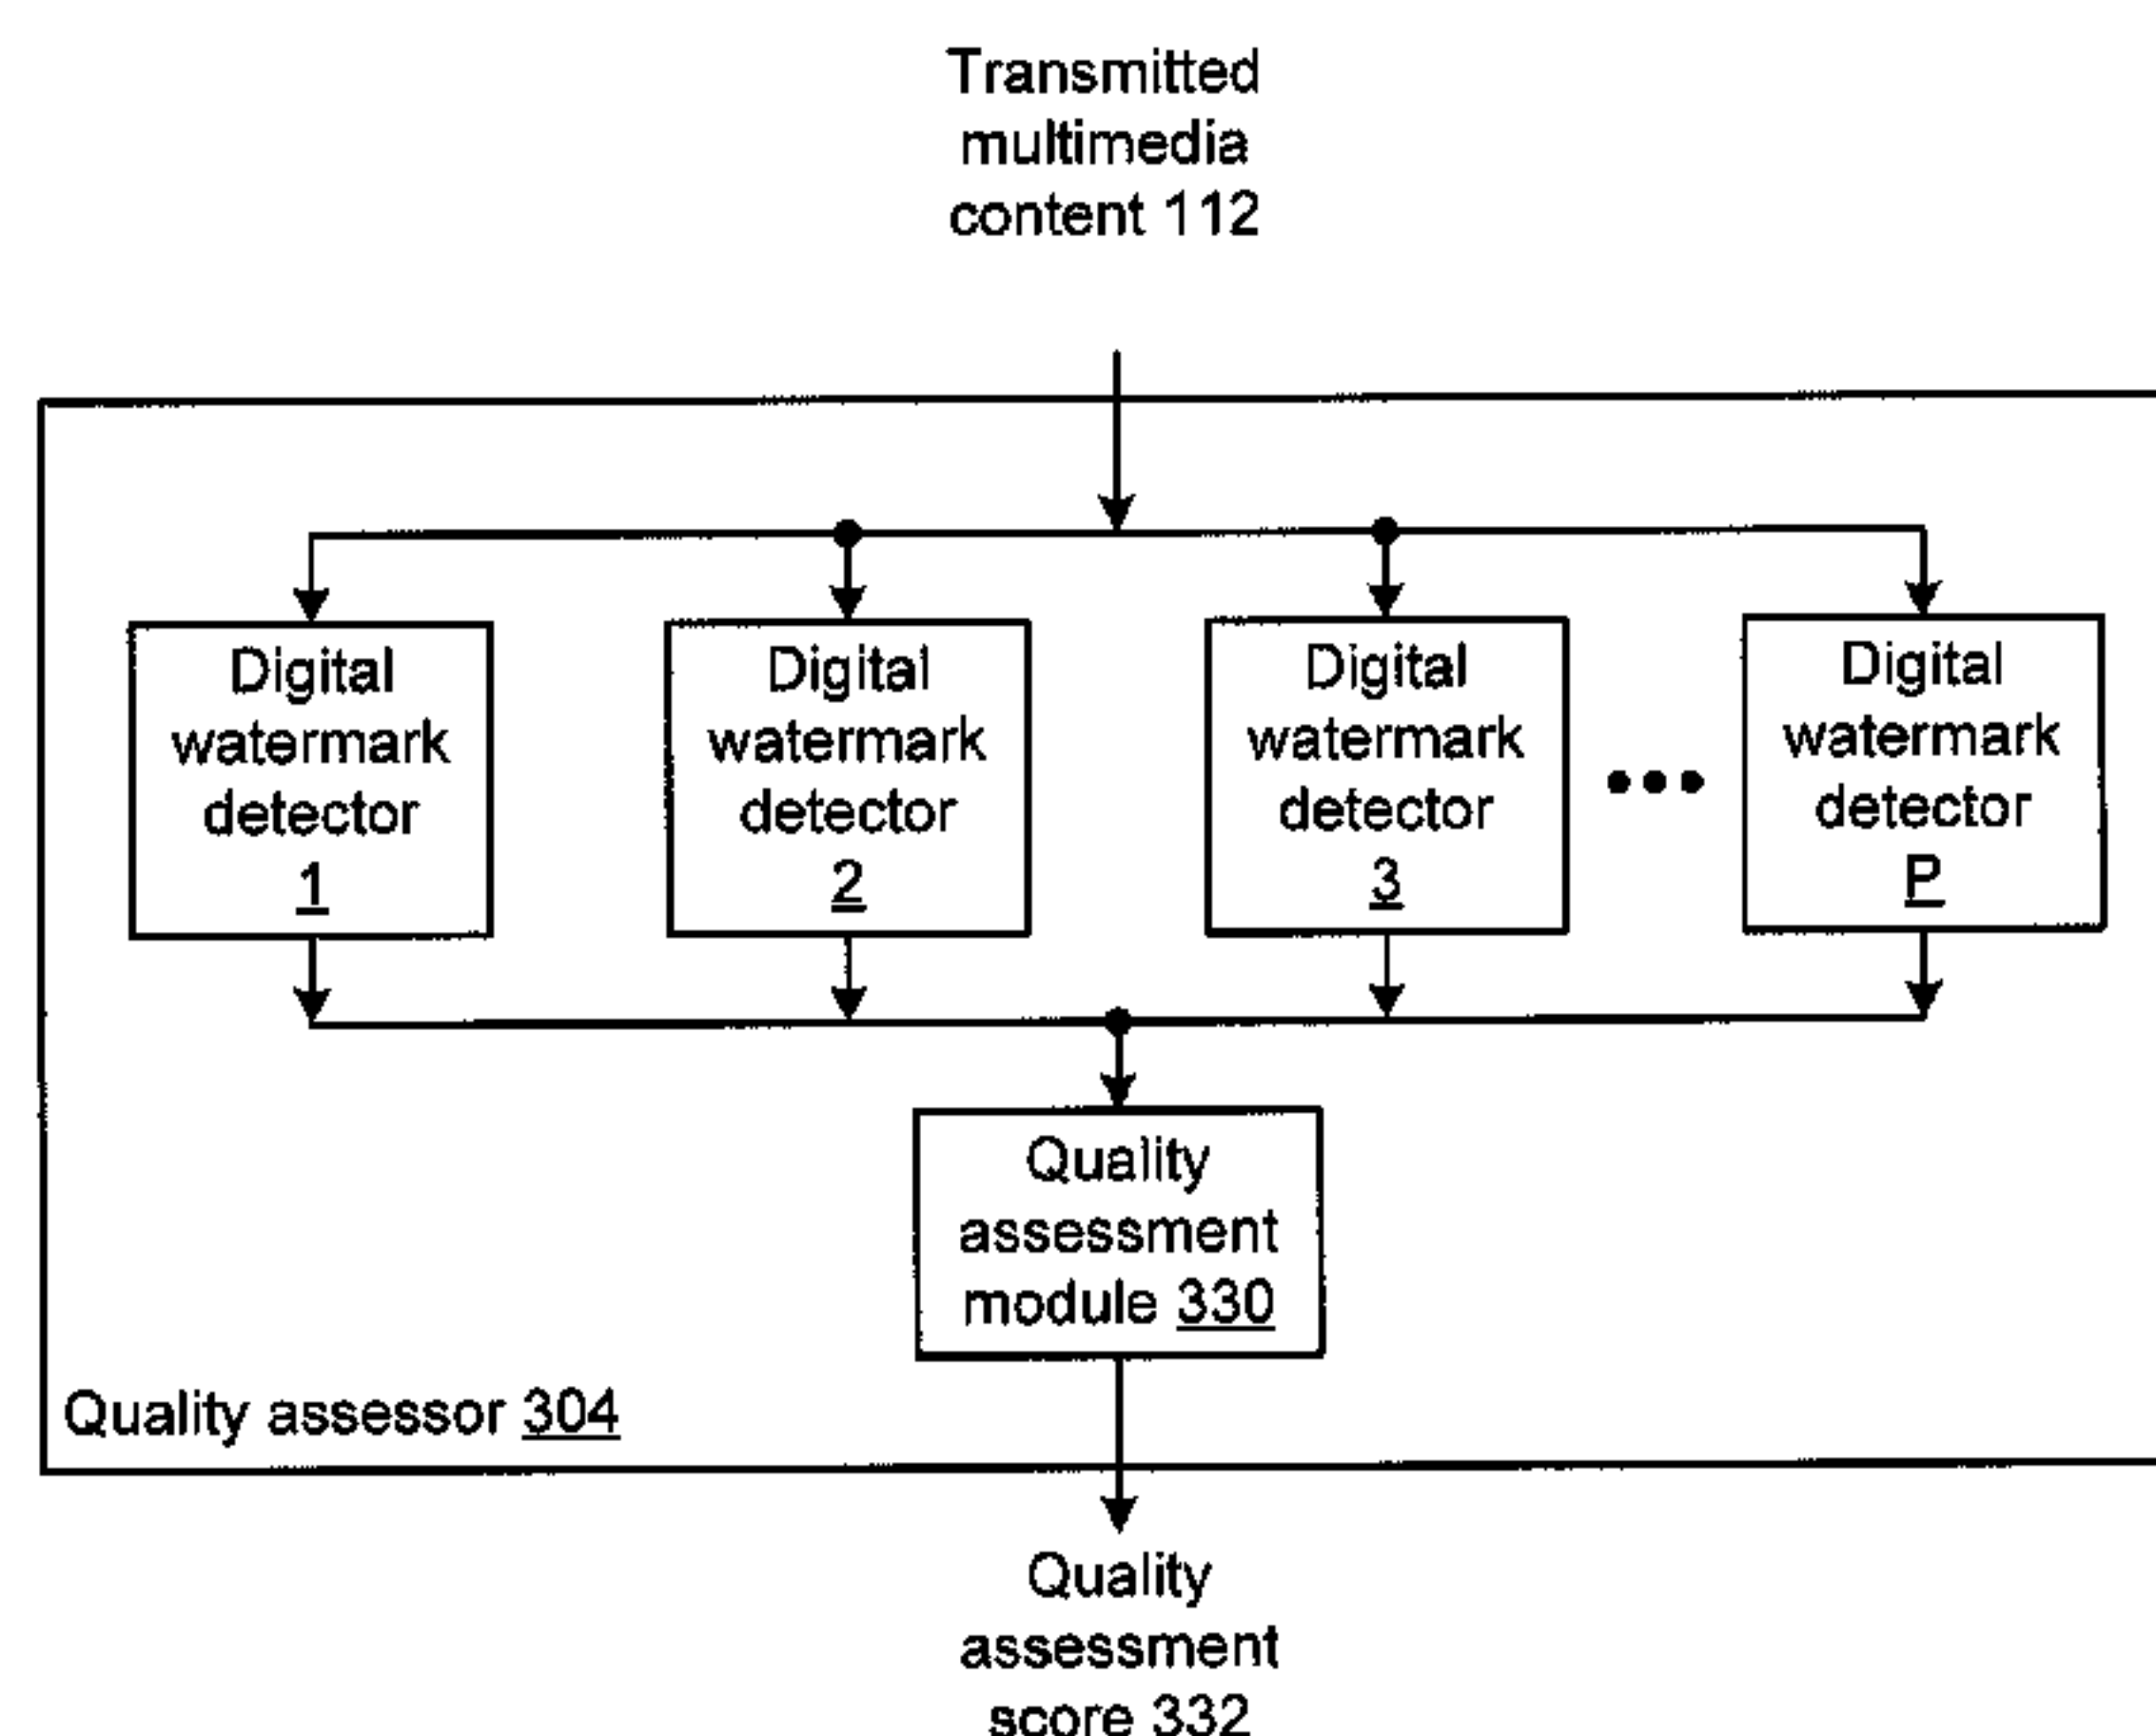 Transmitted
multimedia
content 112
Digital
watermark
detector
1
Digital
watermark
detector
2
Digital
watermark
detector
3
Digital
watermark
detector
P
Quality
assessment
module 330
Quality assessor 304
Quality
assessment
score 332